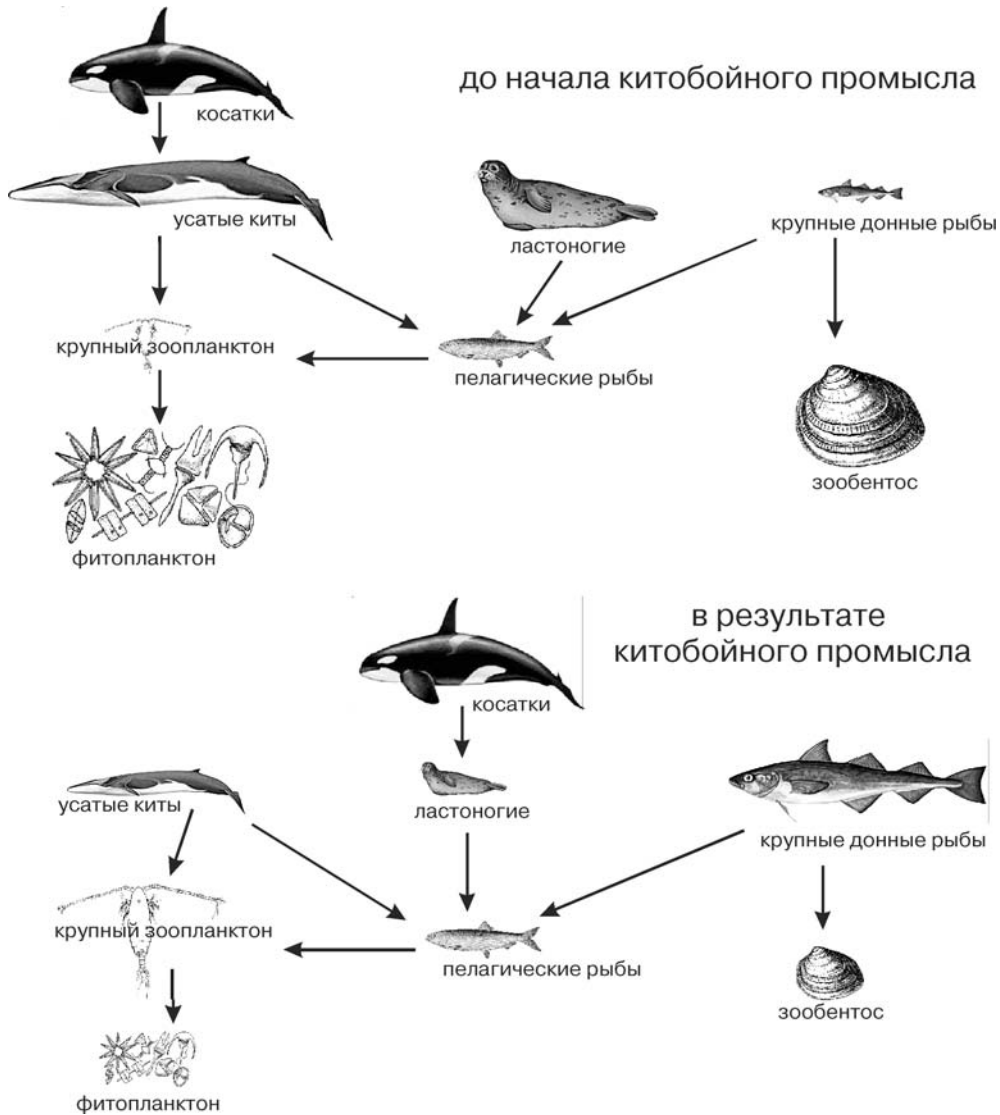 до начала китобойного промысла
косатки
усатые киты
ластоногие
крупные донные рыбы
крупный зоопланктон
пелагические рыбы
зообентос
фитопланктон
в результате
китобойного промысла
косатки
усатые киты
ластоногие
крупные донные рыбы
крупный зоопланктон
пелагические рыбы
зообентос
фитопланктон